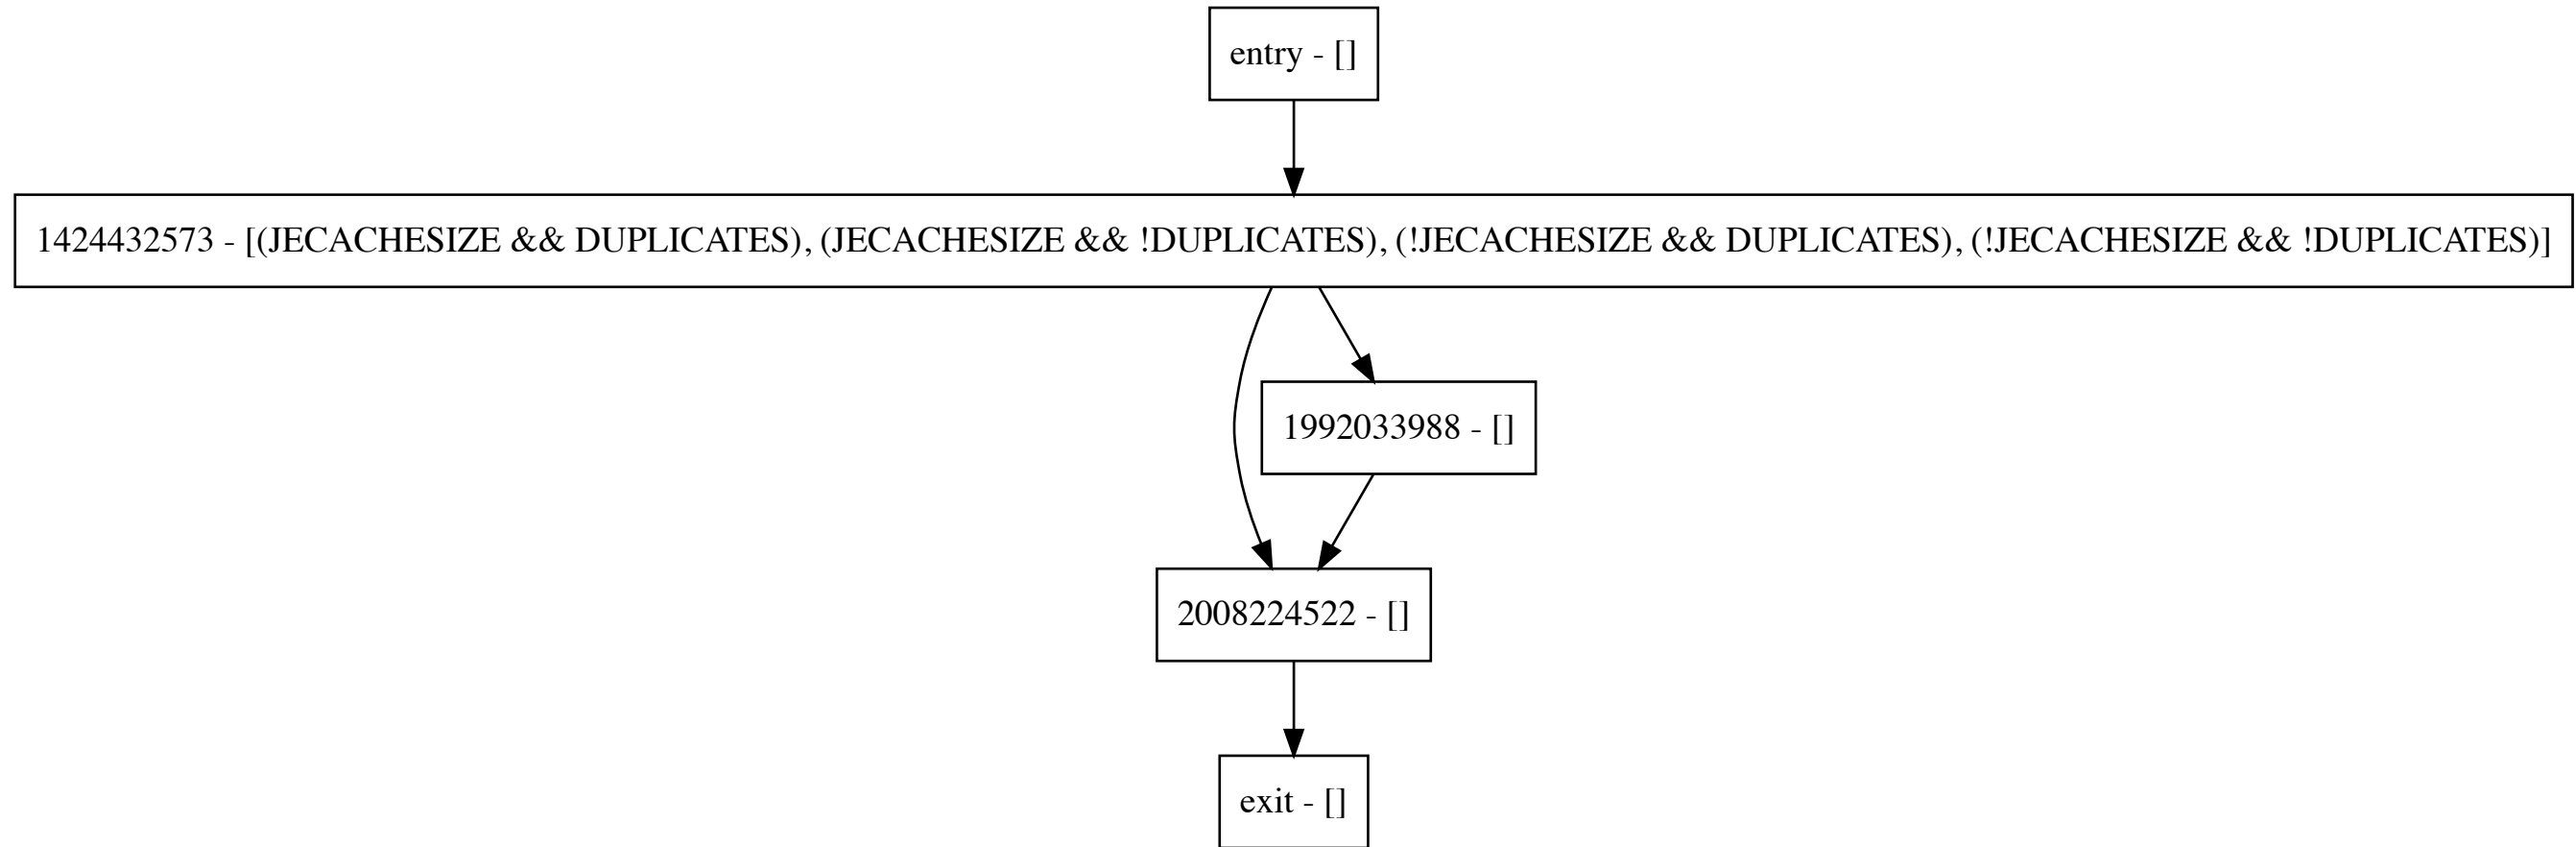 entry - []
1424432573 - [(JECACHESIZE && DUPLICATES), (JECACHESIZE && !DUPLICATES), (!JECACHESIZE && DUPLICATES), (!JECACHESIZE && !DUPLICATES)]
1992033988 - []
2008224522 - []
exit - []